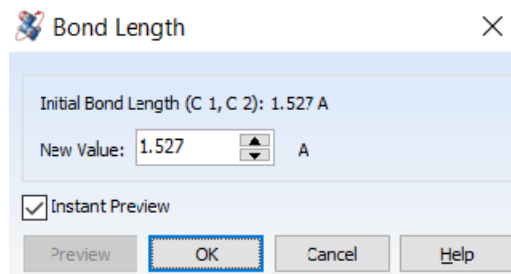 Bond Length
Initial Bond Length (C 1, C 2): 1.527 A
New Value: 1.527 A
Instant Preview
Preview OK Cancel Help